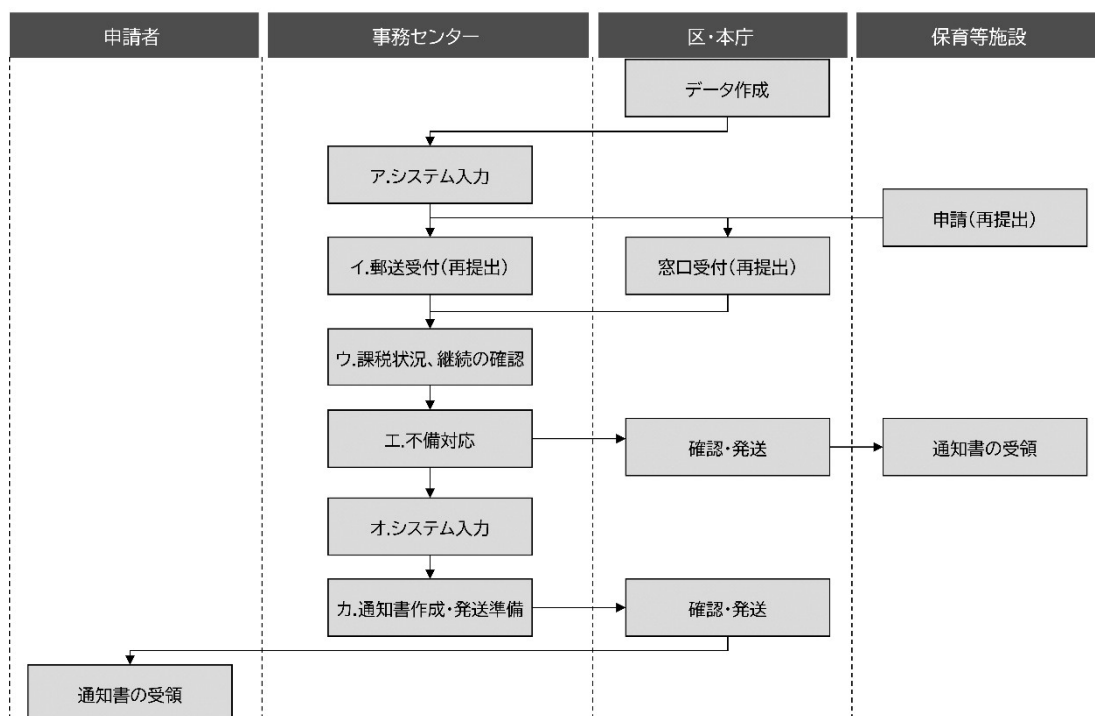 申請者
事務センター
区・本庁
保育等施設
データ作成
ア.システム入力
申請(再提出)
イ.郵送受付(再提出)
窓口受付(再提出)
ウ.課税状況、継続の確認
エ.不備対応
確認・発送
通知書の受領
オ.システム入力
カ.通知書作成・発送準備
確認・発送
通知書の受領